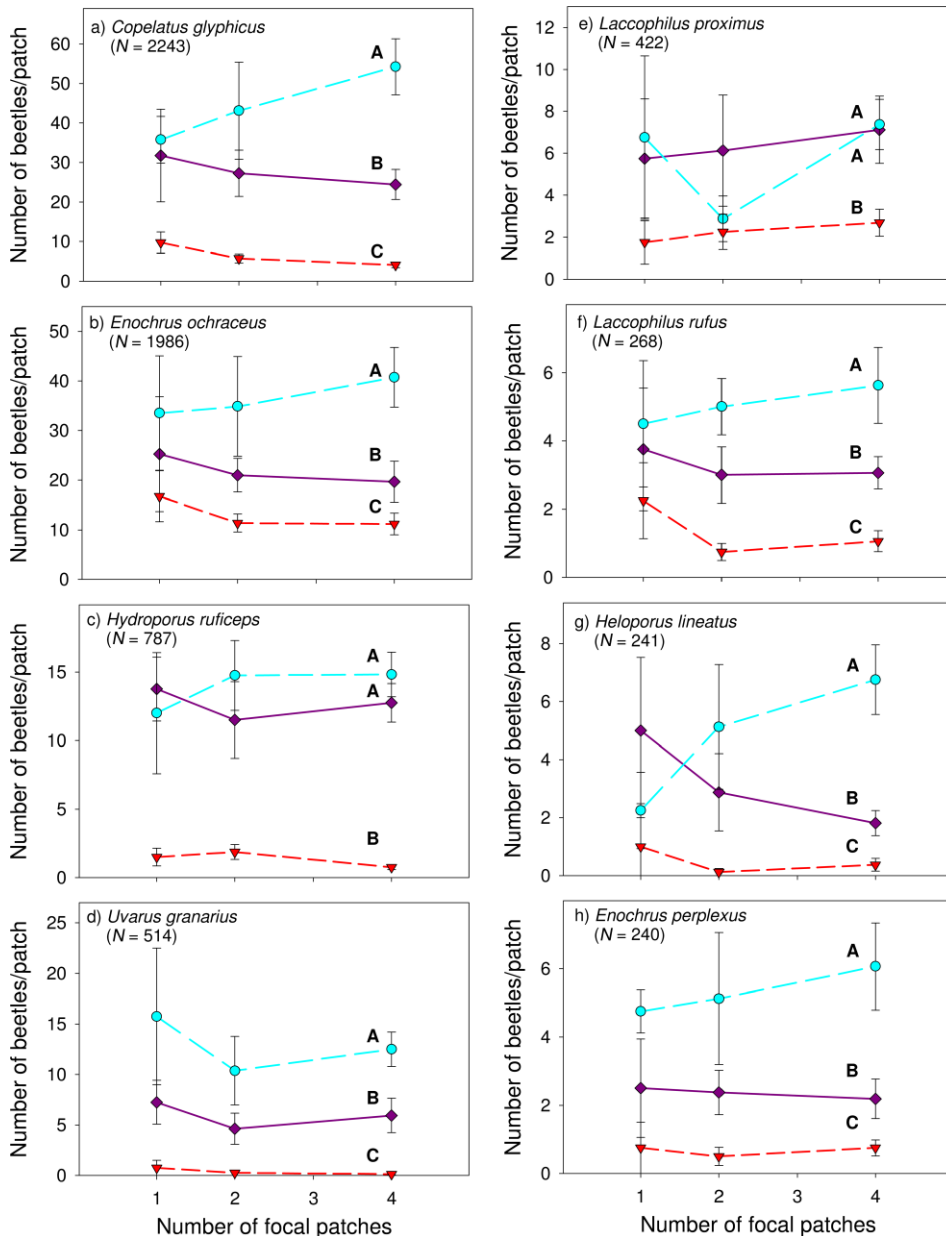 a) Copelatus glyphicus
(N = 2243)
Number of beetles/patch
60
50
40
30
20
10
0
A
B
C
b) Enochrus ochraceus
(N = 1986)
Number of beetles/patch
50
40
30
20
10
0
A
B
C
c) Hydroporus ruficeps
(N = 787)
Number of beetles/patch
15
10
5
0
A
A
B
d) Uvarus granarius
(N = 514)
Number of beetles/patch
25
20
15
10
5
0
A
B
C
1 2 3 4
Number of focal patches
e) Laccophilus proximus
(N = 422)
Number of beetles/patch
12
10
8
6
4
2
0
A
A
B
f) Laccophilus rufus
(N = 268)
Number of beetles/patch
6
4
2
0
A
B
C
g) Heloporus lineatus
(N = 241)
Number of beetles/patch
8
6
4
2
0
A
B
C
h) Enochrus perplexus
(N = 240)
Number of beetles/patch
6
4
2
0
A
B
C
1 2 3 4
Number of focal patches